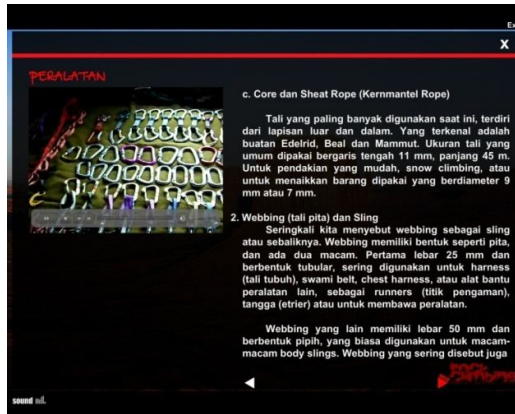 Ex
X
PERALATAN
c. Core dan Sheat Rope (Kernmantel Rope)
Tali yang paling banyak digunakan saat ini, terdiri
dari lapisan luar dan dalam. Yang terkenal adalah
buatan Edelrid, Beal dan Mammut. Ukuran tali yang
umum dipakai bergaris tengah 11 mm, panjang 45 m.
Untuk pendakian yang mudah, snow climbing, atau
untuk menaikkan barang dipakai yang berdiameter 9
mm atau 7 mm.
2. Webbing (tali pita) dan Sling
Seringkali kita menyebut webbing sebagai sling
atau sebaliknya. Webbing memiliki bentuk seperti pita,
dan ada dua macam. Pertama lebar 25 mm dan
berbentuk tubular, sering digunakan untuk harness
(tali tubuh), swami belt, chest harness, atau alat bantu
peralatan lain, sebagai runners (titik pengaman),
tangga (etrier) atau untuk membawa peralatan.
Webbing yang lain memiliki lebar 50 mm dan
berbentuk pipih, yang biasa digunakan untuk macam-
macam body slings. Webbing yang sering disebut juga
sound